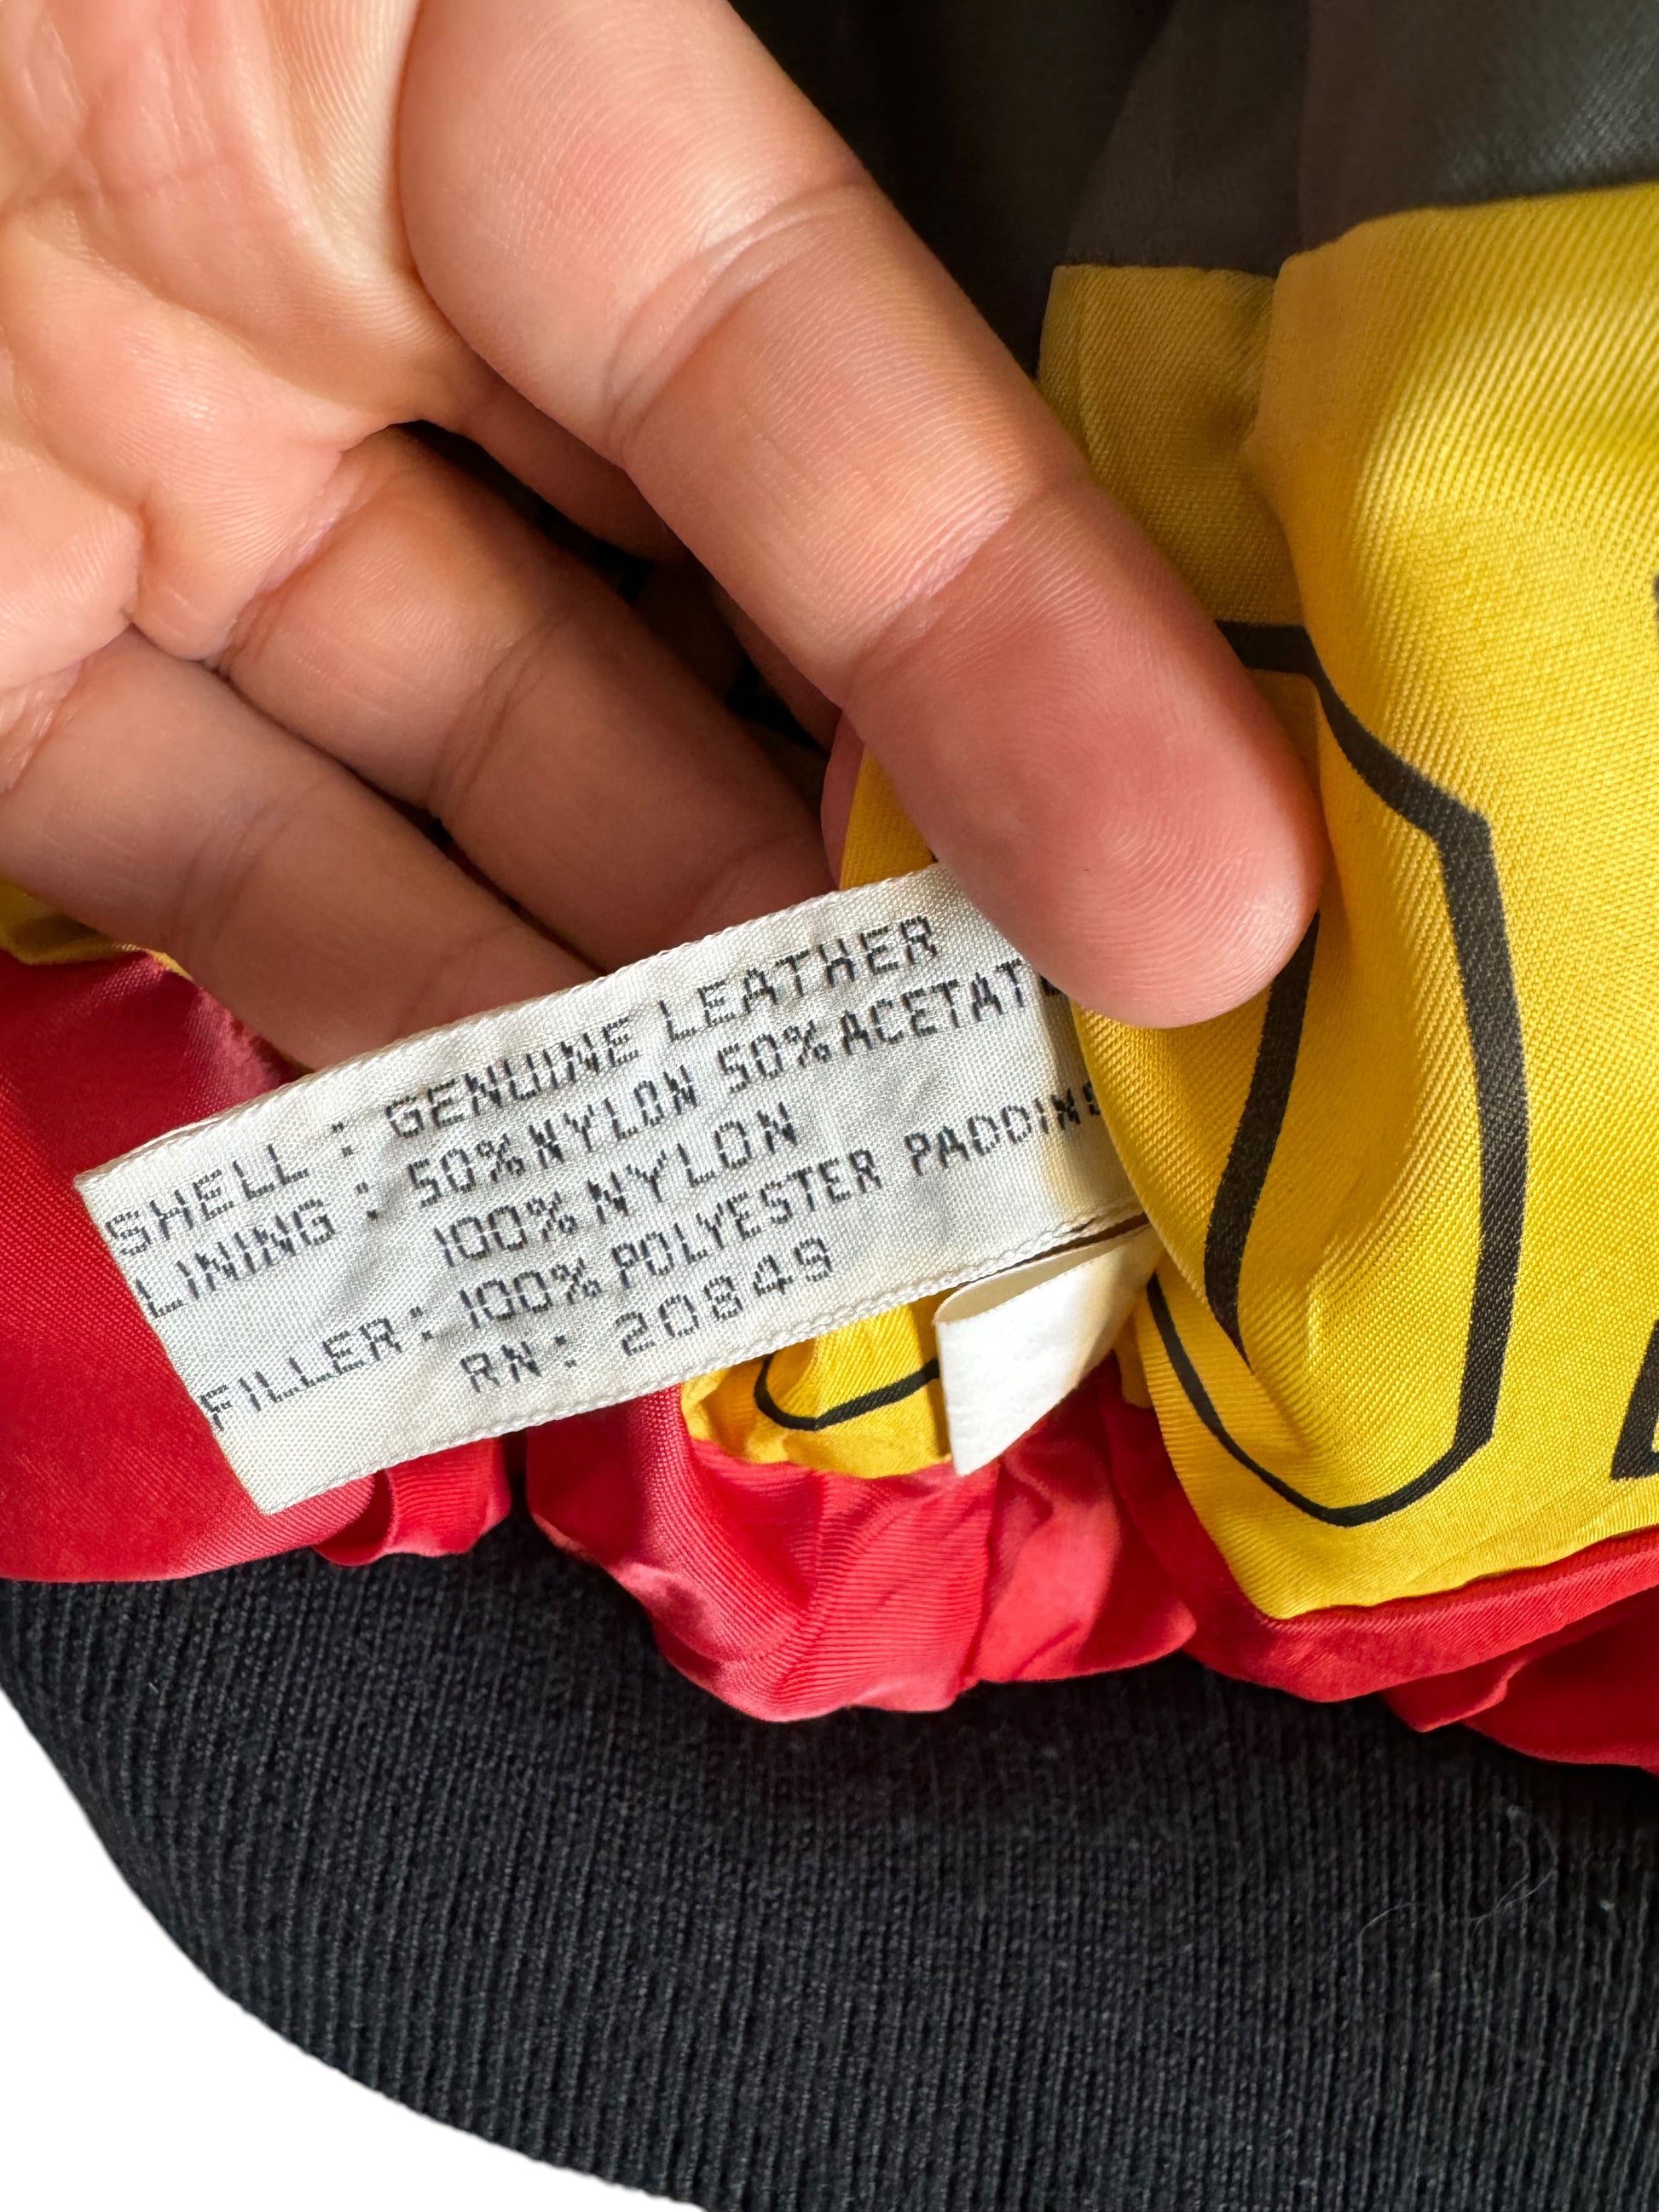 SHELL : GENUINE LEATHER
LINING : 50% NYLON 50% ACETAT
100% NYLON
FILLER : 100% POLYESTER PADDING
RN : 20849